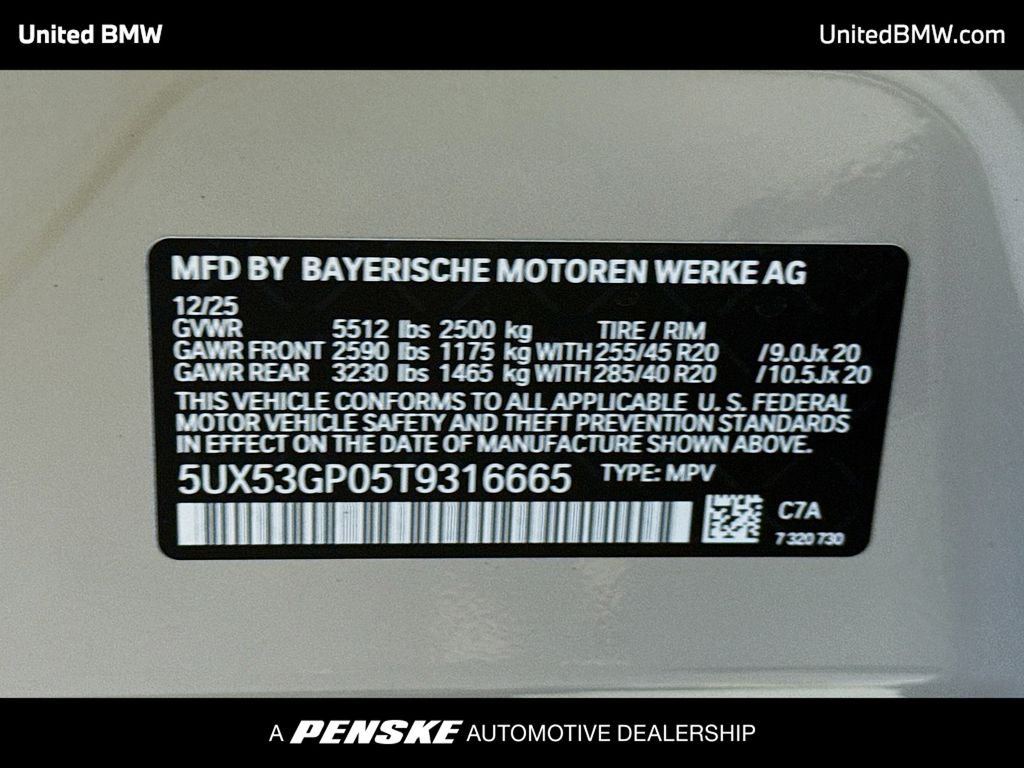 United BMW
UnitedBMW.com
MFD BY BAYERISCHE MOTOREN WERKE AG
12/25
GVWR 5512 lbs 2500 kg TIRE / RIM
GAWR FRONT 2590 lbs 1175 kg WITH 255/45 R20 /9.0Jx 20
GAWR REAR 3230 lbs 1465 kg WITH 285/40 R20 /10.5Jx 20
THIS VEHICLE CONFORMS TO ALL APPLICABLE U. S. FEDERAL
MOTOR VEHICLE SAFETY AND THEFT PREVENTION STANDARDS
IN EFFECT ON THE DATE OF MANUFACTURE SHOWN ABOVE.
5UX53GP05T9316665 TYPE: MPV
C7A
7 320 730
A PENSKE AUTOMOTIVE DEALERSHIP